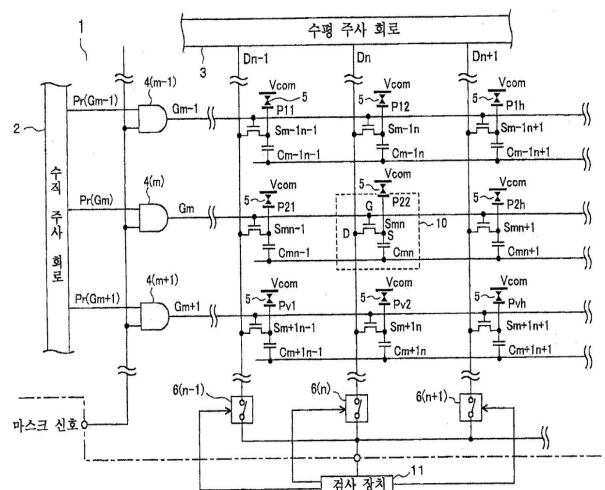 1
수평 주사 회로
3
Dn-1 Dn Dn+1
2
수직 주사 회로
Pr(Gm-1) 4(m-1) Gm-1
Vcom 5 P11 Sm-1n-1 Cm-1n-1
Vcom 5 P12 Sm-1n Cm-1n
Vcom 5 P1h Sm-1n+1 Cm-1n+1
Pr(Gm) 4(m) Gm
Vcom 5 P21 Smn-1 Cmn-1
Vcom 5 P22 G D S Smn Cmn 10
Vcom 5 P2h Smn+1 Cmn+1
Pr(Gm+1) 4(m+1) Gm+1
Vcom 5 Pv1 Sm+1n-1 Cm+1n-1
Vcom 5 Pv2 Sm+1n Cm+1n
Vcom 5 Pvh Sm+1n+1 Cm+1n+1
6(n-1) 6(n) 6(n+1)
마스크 신호
검사 장치 11